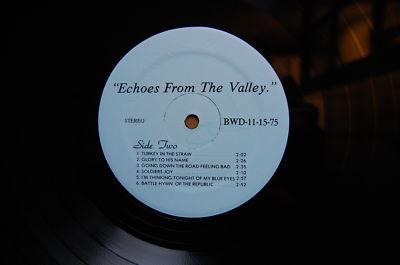 "Echoes From The Valley."
STEREO BWD-11-15-75
Side Two
1. TURKEY IN THE STRAW 2:02
2. GLORY TO HIS NAME 2:26
3. GOING DOWN THE ROAD FEELING BAD 2:35
4. SOLDIERS JOY 2:10
5. I'M THINKING TONIGHT OF MY BLUE EYES 2:57
6. BATTLE HYMN OF THE REPUBLIC 2:52